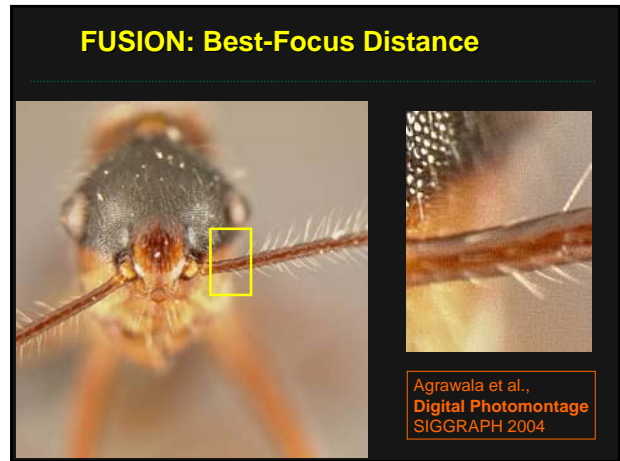 FUSION: Best-Focus Distance
Agrawala et al.,
Digital Photomontage
SIGGRAPH 2004